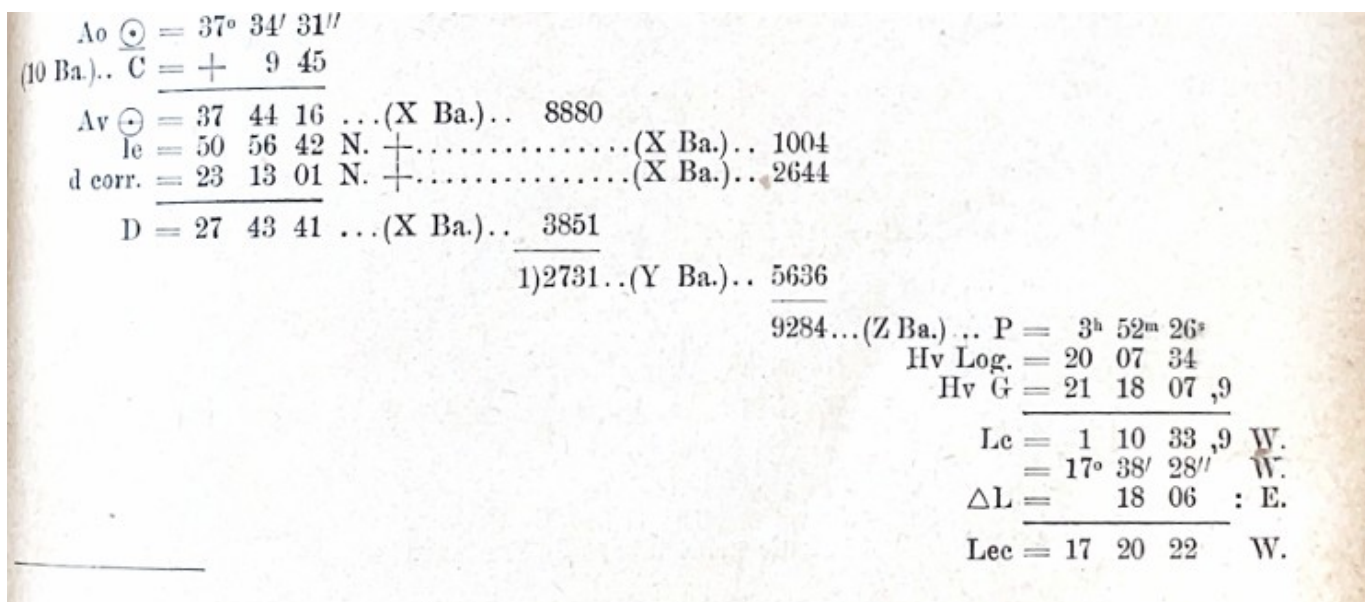 Ao ☉ = 37° 34' 31''
(10 Ba.).. C = + 9 45
Av ☉ = 37 44 16 ...(X Ba.).. 8880
lc = 50 56 42 N. +................(X Ba.).. 1004
d corr. = 23 13 01 N. +................(X Ba.).. 2644
D = 27 43 41 ...(X Ba.).. 3851
1)2731..(Y Ba.).. 5636
9284...(Z Ba.)... P = 3h 52m 26s
Hv Log. = 20 07 34
Hv G = 21 18 07 ,9
Lc = 1 10 33 ,9 W.
= 17° 38' 28'' W.
△L = 18 06 : E.
Lec = 17 20 22 W.